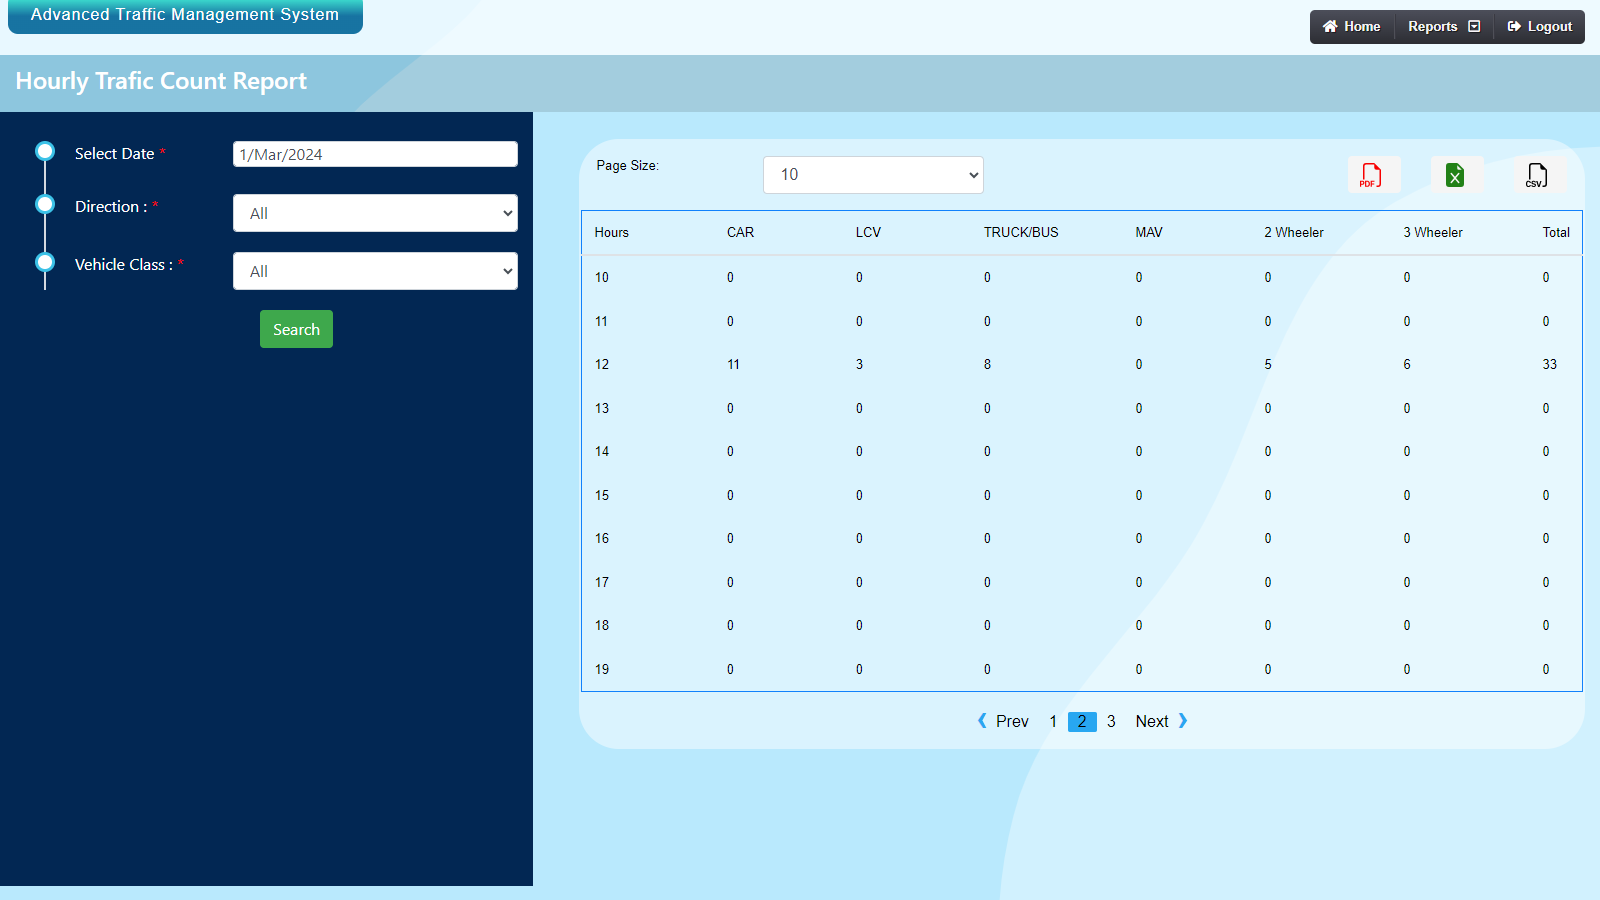 Advanced Traffic Management System
Home Reports Logout
Hourly Trafic Count Report
Select Date * 1/Mar/2024
Direction : * All
Vehicle Class : * All
Search
Page Size: 10
PDF X CSV
Hours CAR LCV TRUCK/BUS MAV 2 Wheeler 3 Wheeler Total
10 0 0 0 0 0 0 0
11 0 0 0 0 0 0 0
12 11 3 8 0 5 6 33
13 0 0 0 0 0 0 0
14 0 0 0 0 0 0 0
15 0 0 0 0 0 0 0
16 0 0 0 0 0 0 0
17 0 0 0 0 0 0 0
18 0 0 0 0 0 0 0
19 0 0 0 0 0 0 0
❮ Prev 1 2 3 Next ❯